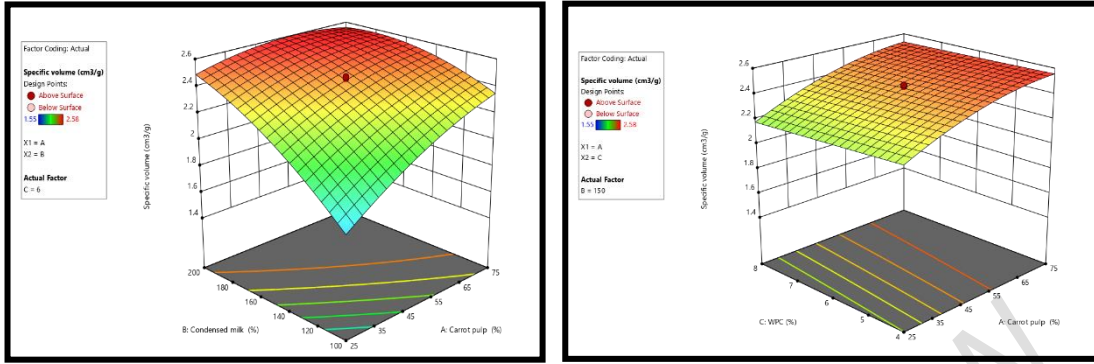 Factor Coding: Actual
Specific volume (cm3/g)
Design Points:
Above Surface
Below Surface
1.55 2.58
X1 = A
X2 = B
Actual Factor
C = 6
Specific volume (cm3/g)
2.6
2.4
2.2
2
1.8
1.6
1.4
200
180
160
140
120
100
25
35
45
55
65
75
B: Condensed milk (%)
A: Carrot pulp (%)
Factor Coding: Actual
Specific volume (cm3/g)
Design Points:
Above Surface
Below Surface
1.55 2.58
X1 = A
X2 = C
Actual Factor
B = 150
Specific volume (cm3/g)
2.6
2.4
2.2
2
1.8
1.6
1.4
8
7
6
5
4
25
35
45
55
65
75
C: WPC (%)
A: Carrot pulp (%)